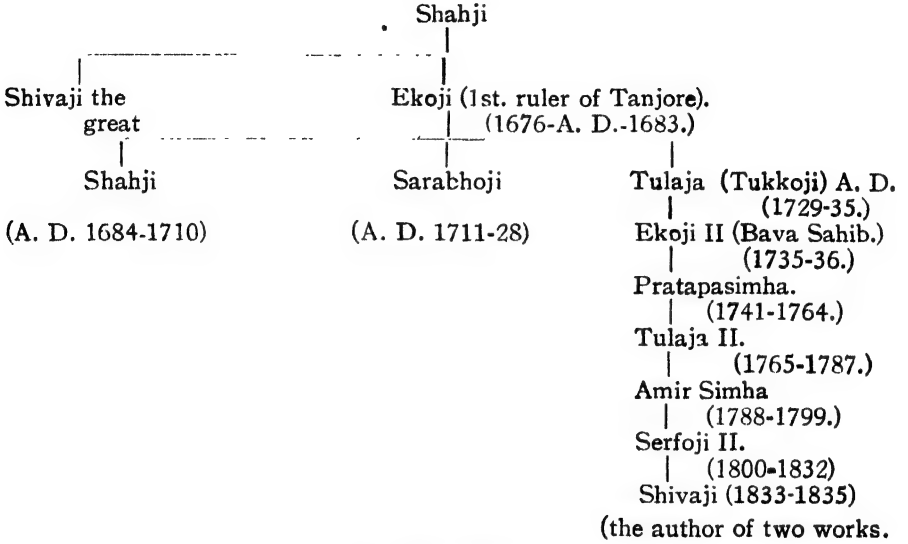 Shahji
Shivaji the
great
Ekoji (1st. ruler of Tanjore).
(1676-A. D.-1683.)
Shahji
(A. D. 1684-1710)
Sarabhoji
(A. D. 1711-28)
Tulaja (Tukkoji) A. D.
(1729-35.)
Ekoji II (Bava Sahib.)
(1735-36.)
Pratapasimha.
(1741-1764.)
Tulaja II.
(1765-1787.)
Amir Simha
(1788-1799.)
Serfoji II.
(1800-1832)
Shivaji (1833-1835)
(the author of two works.